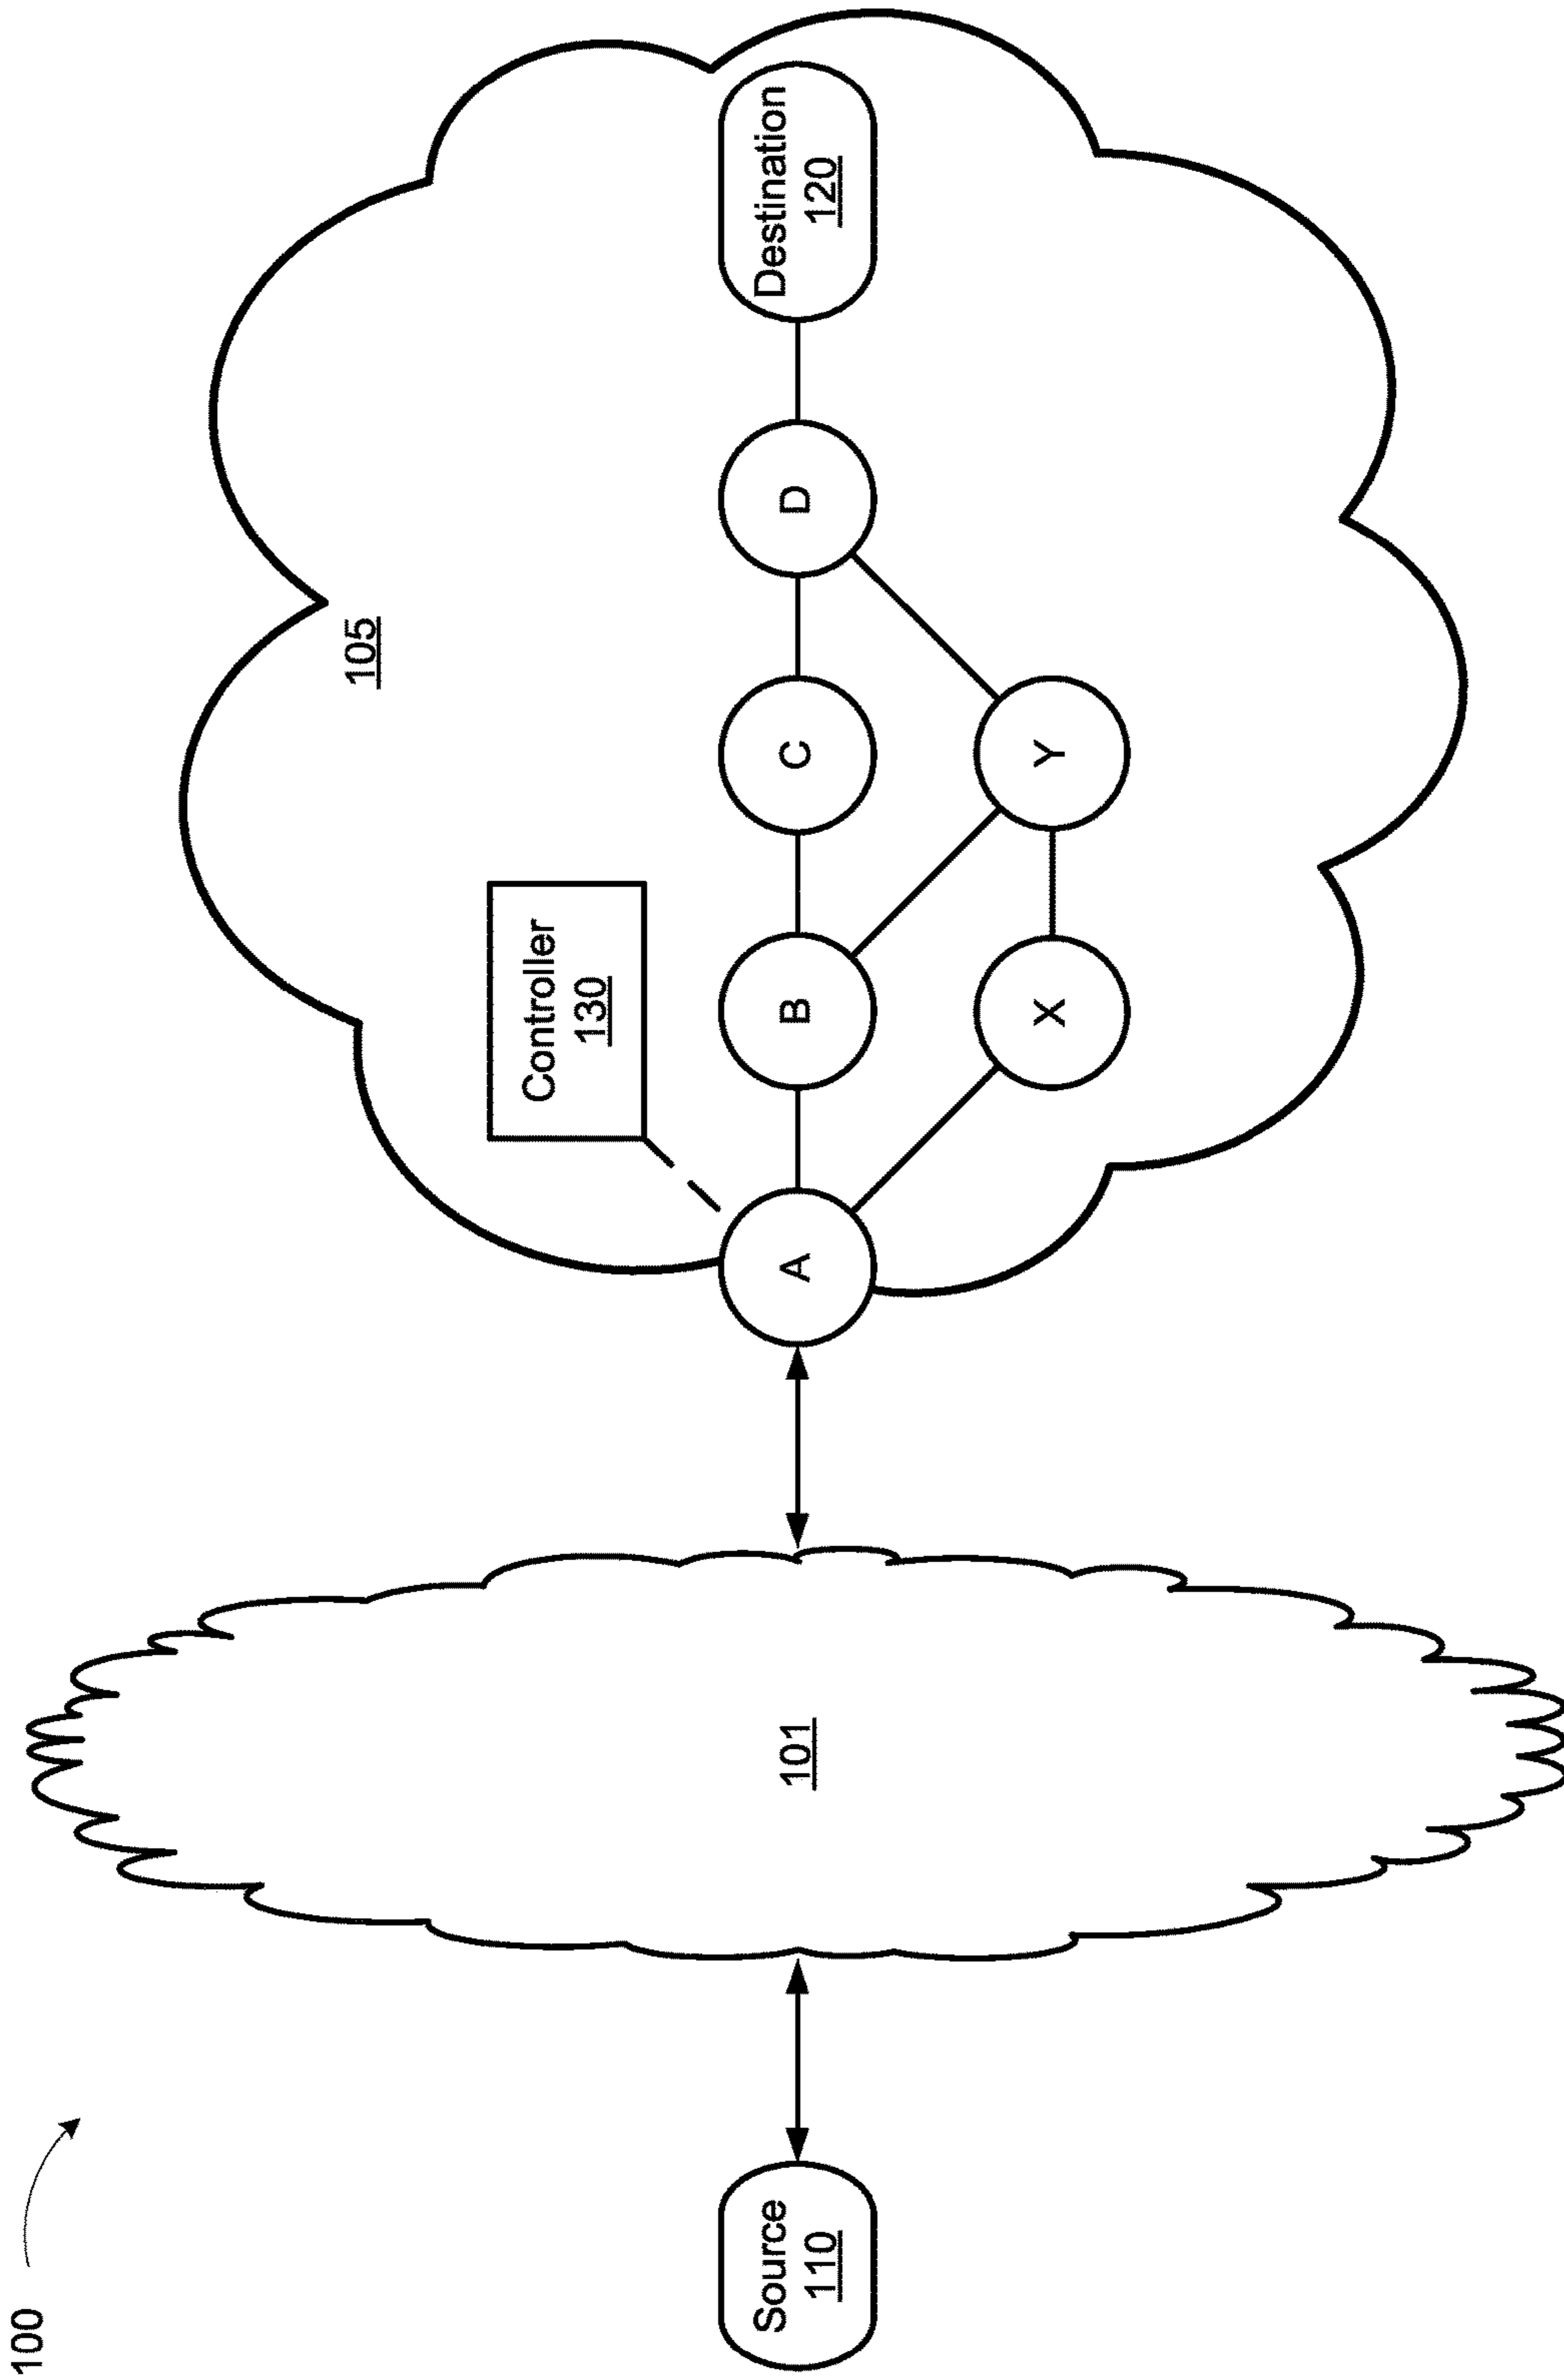 100
Source
110
101
A
Controller
130
B
X
105
C
Y
D
Destination
120